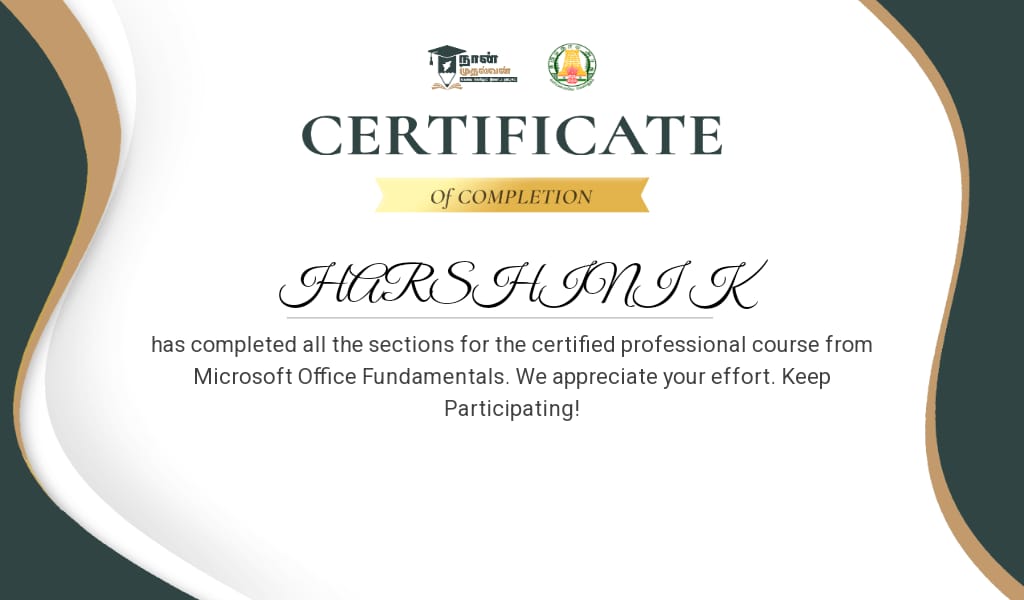 நான்
முதல்வன்
CERTIFICATE
Of COMPLETION
HARSHINI K
has completed all the sections for the certified professional course from
Microsoft Office Fundamentals. We appreciate your effort. Keep
Participating!